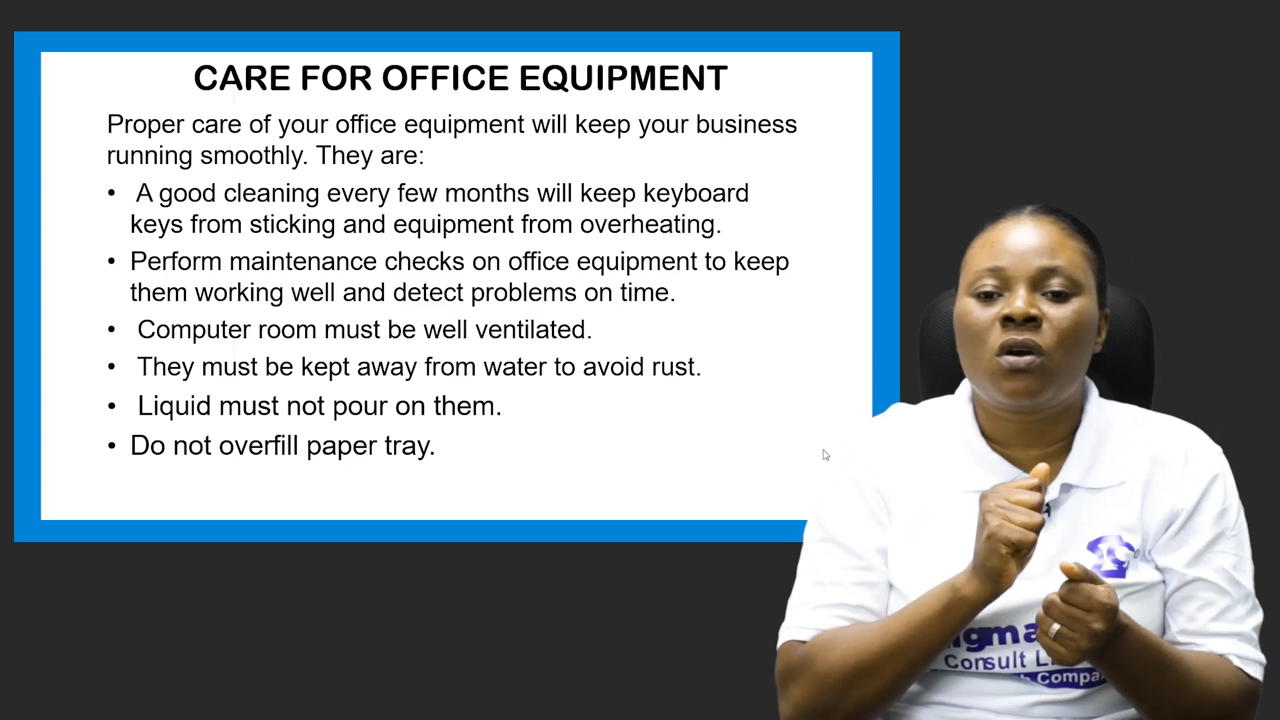 CARE FOR OFFICE EQUIPMENT
Proper care of your office equipment will keep your business
running smoothly. They are:
• A good cleaning every few months will keep keyboard
keys from sticking and equipment from overheating.
• Perform maintenance checks on office equipment to keep
them working well and detect problems on time.
• Computer room must be well ventilated.
• They must be kept away from water to avoid rust.
• Liquid must not pour on them.
• Do not overfill paper tray.
Consult